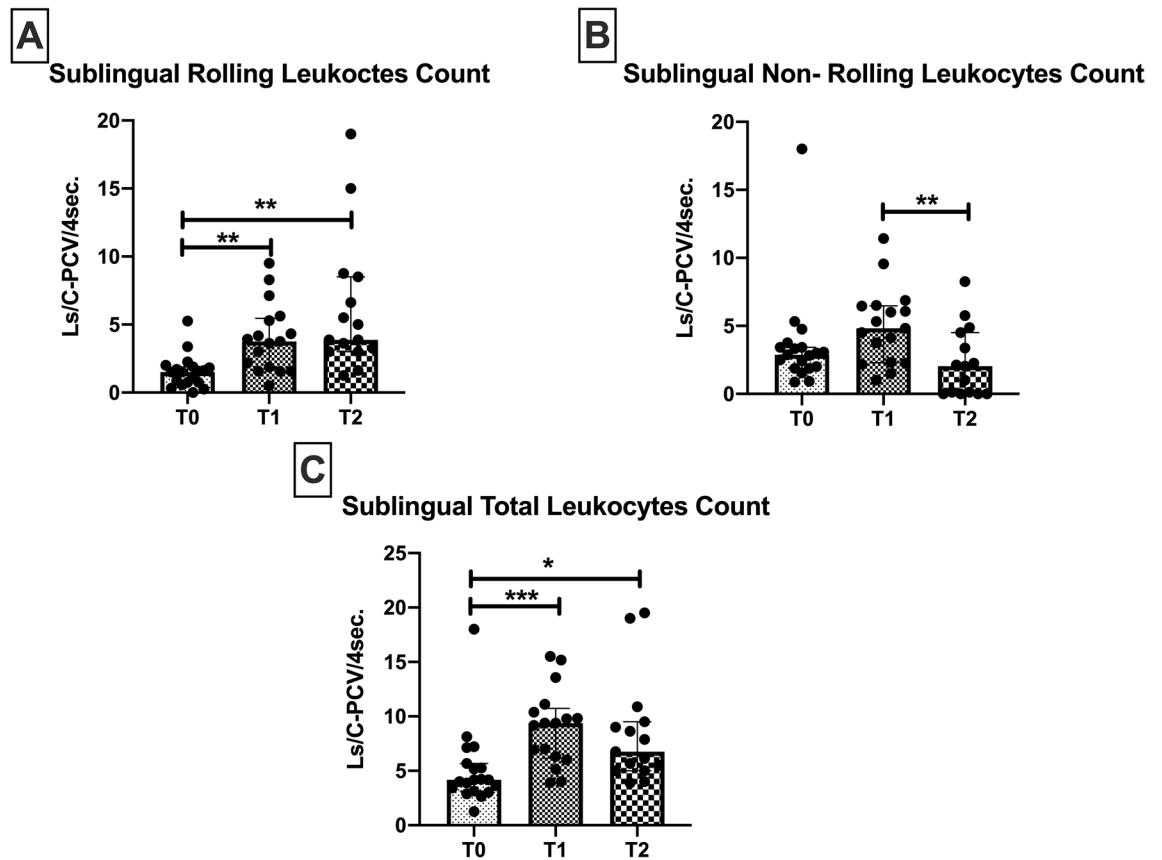 A
Sublingual Rolling Leukoctes Count
20
15
10
5
0
Ls/C-PCV/4sec.
**
**
T0 T1 T2
B
Sublingual Non- Rolling Leukocytes Count
20
15
10
5
0
Ls/C-PCV/4sec.
**
T0 T1 T2
C
Sublingual Total Leukocytes Count
25
20
15
10
5
0
Ls/C-PCV/4sec.
*
***
T0 T1 T2